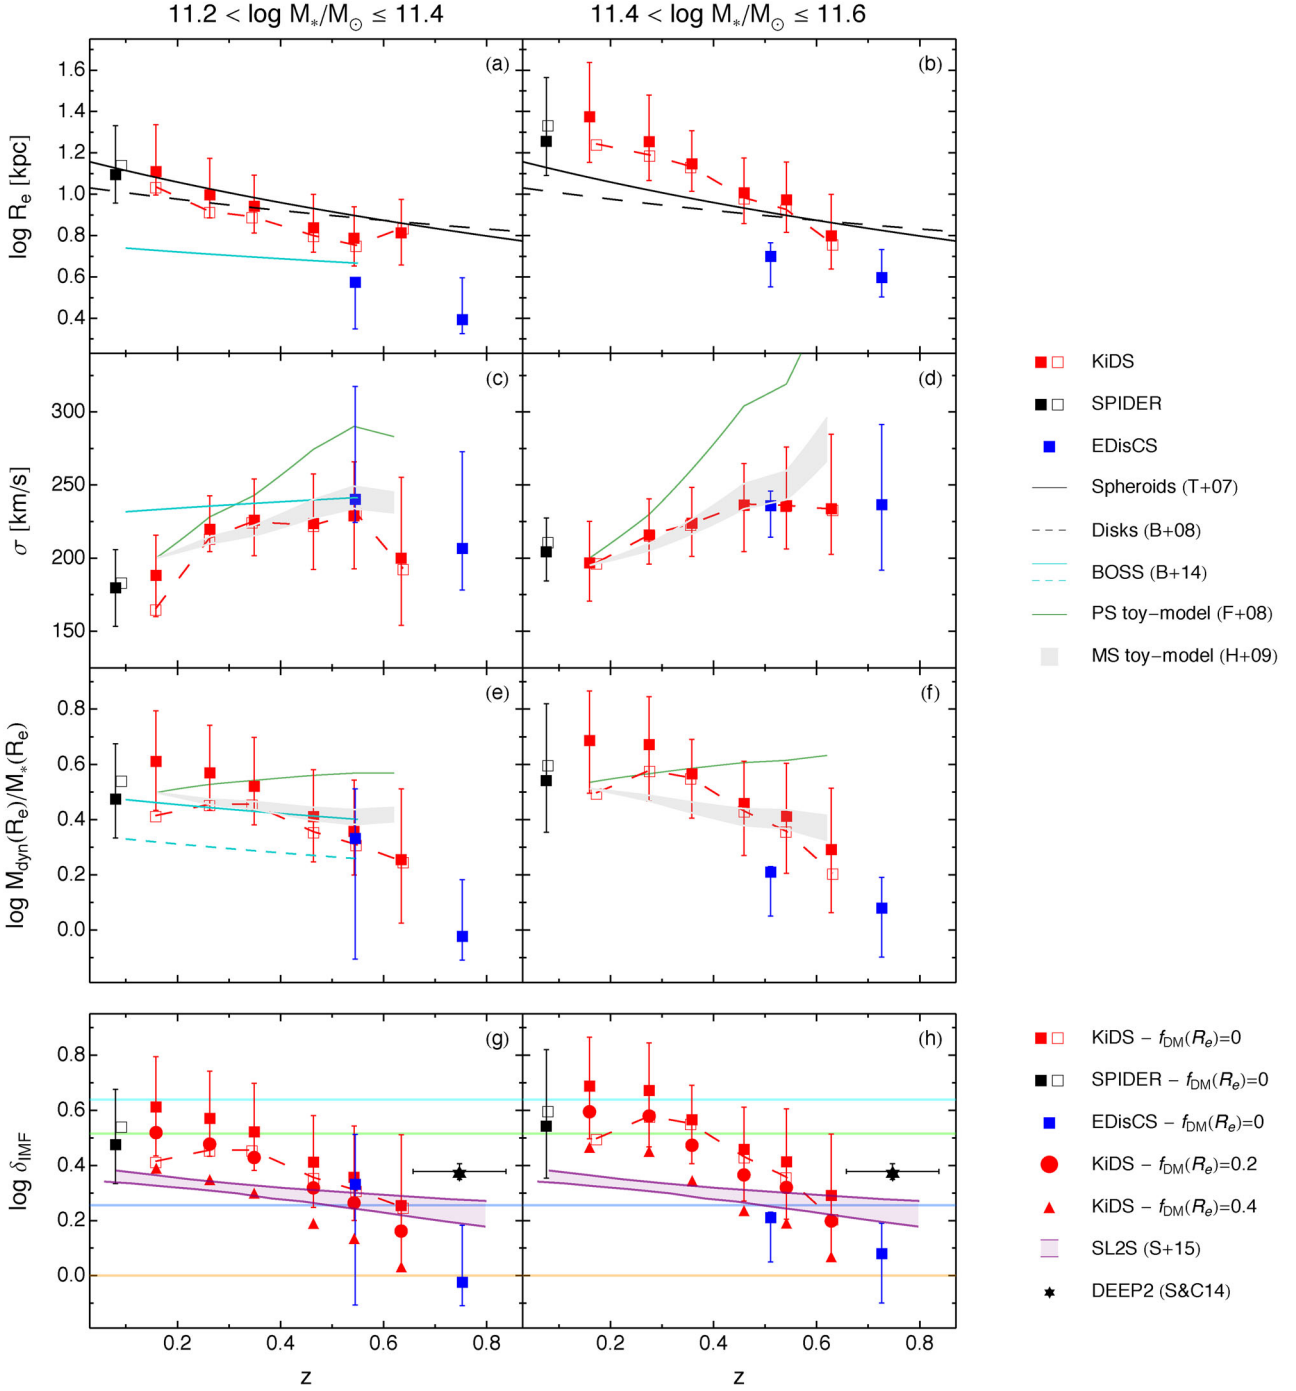 11.2 < log M*/M☉ ≤ 11.4
11.4 < log M*/M☉ ≤ 11.6
log Re [kpc]
1.6
1.4
1.2
1.0
0.8
0.6
0.4
(a)
(b)
σ [km/s]
300
250
200
150
(c)
(d)
log Mdyn(Re)/M*(Re)
0.8
0.6
0.4
0.2
0.0
(e)
(f)
log δIMF
0.8
0.6
0.4
0.2
0.0
(g)
(h)
0.2 0.4 0.6 0.8
0.2 0.4 0.6 0.8
z
z
KiDS
SPIDER
EDisCS
Spheroids (T+07)
Disks (B+08)
BOSS (B+14)
PS toy−model (F+08)
MS toy−model (H+09)
KiDS − fDM(Re)=0
SPIDER − fDM(Re)=0
EDisCS − fDM(Re)=0
KiDS − fDM(Re)=0.2
KiDS − fDM(Re)=0.4
SL2S (S+15)
DEEP2 (S&C14)